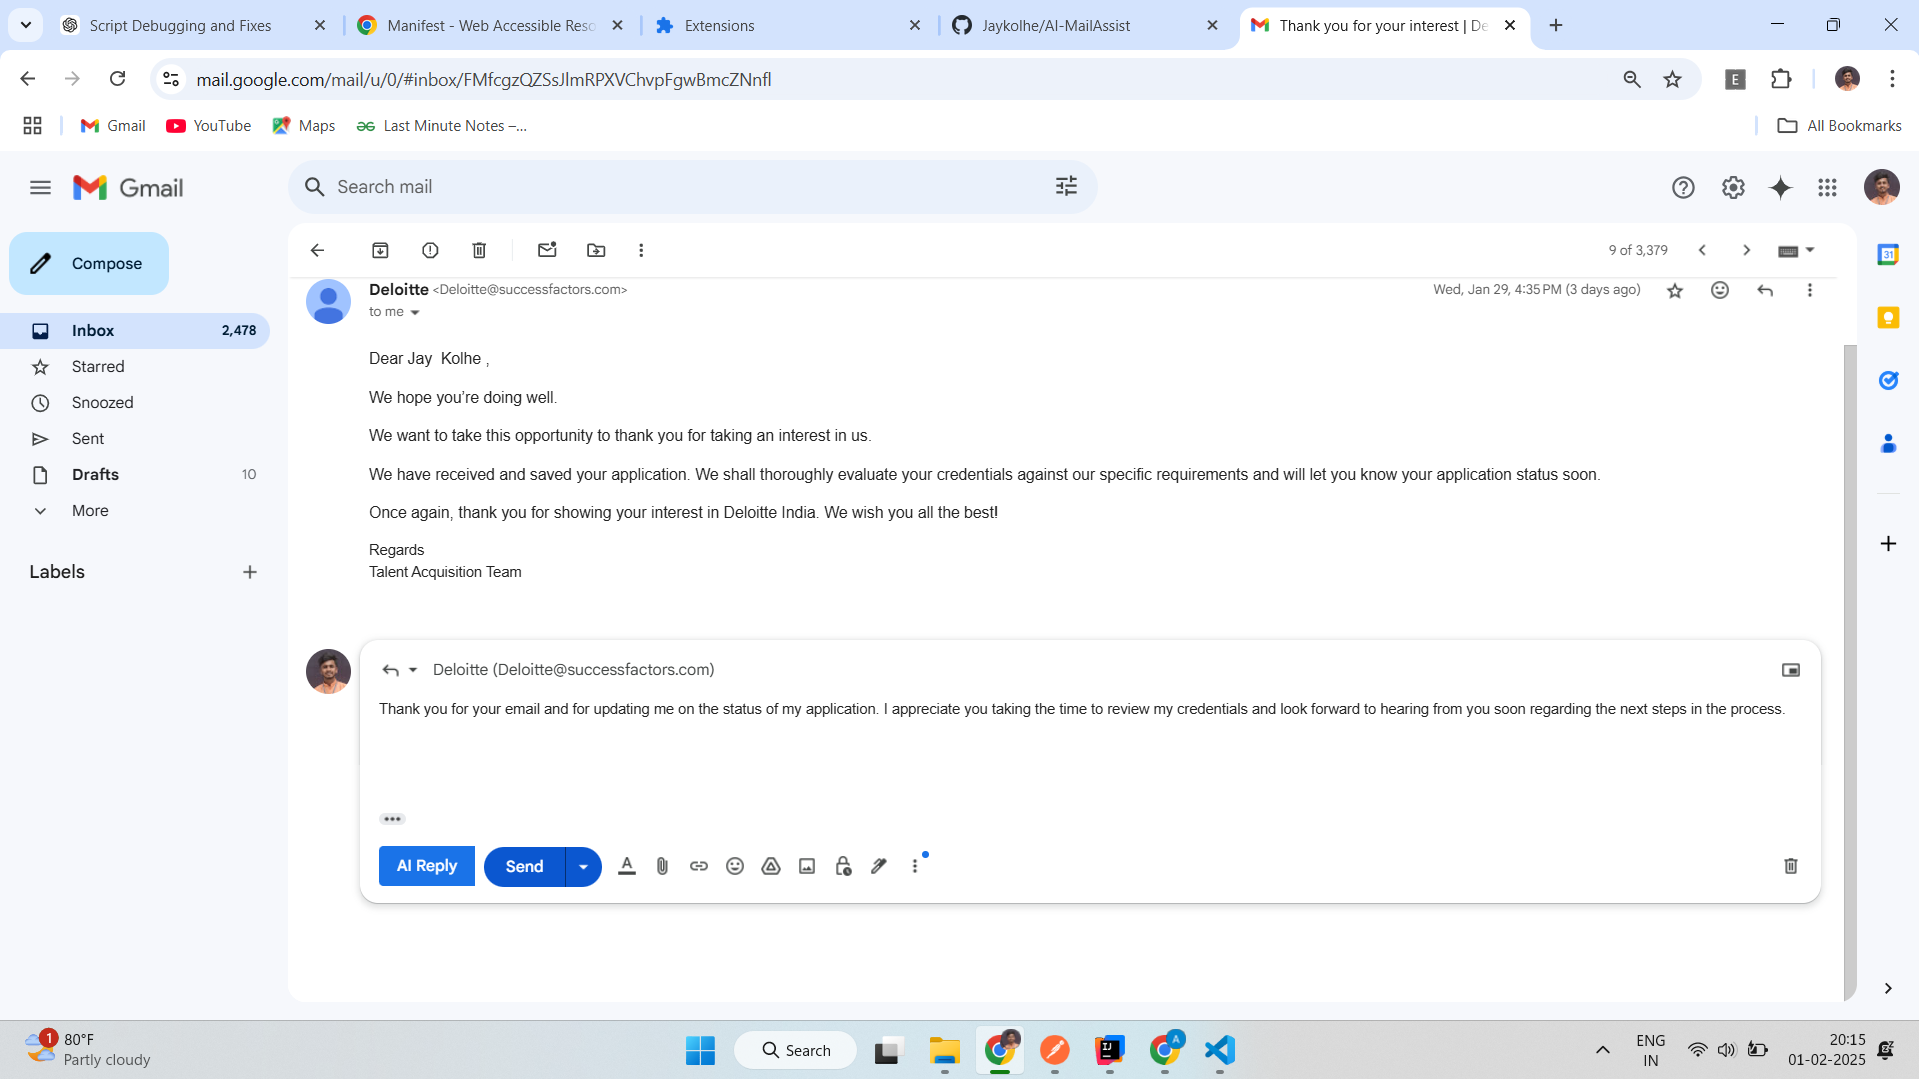 Script Debugging and Fixes
Manifest - Web Accessible Reso
Extensions
Jaykolhe/AI-MailAssist
Thank you for your interest | De
mail.google.com/mail/u/0/#inbox/FMfcgzQZSsJlmRPXVChvpFgwBmcZNnfl
E
Gmail
YouTube
Maps
Last Minute Notes –...
All Bookmarks
Gmail
Search mail
Compose
9 of 3,379
31
Inbox 2,478
Starred
Snoozed
Sent
Drafts 10
More
Labels
Deloitte <Deloitte@successfactors.com>
Wed, Jan 29, 4:35 PM (3 days ago)
to me
Dear Jay  Kolhe ,
We hope you’re doing well.
We want to take this opportunity to thank you for taking an interest in us.
We have received and saved your application. We shall thoroughly evaluate your credentials against our specific requirements and will let you know your application status soon.
Once again, thank you for showing your interest in Deloitte India. We wish you all the best!
Regards
Talent Acquisition Team
Deloitte (Deloitte@successfactors.com)
Thank you for your email and for updating me on the status of my application. I appreciate you taking the time to review my credentials and look forward to hearing from you soon regarding the next steps in the process.
AI Reply
Send
1
80°F
Partly cloudy
Search
IJ
A
ENG
IN
20:15
01-02-2025